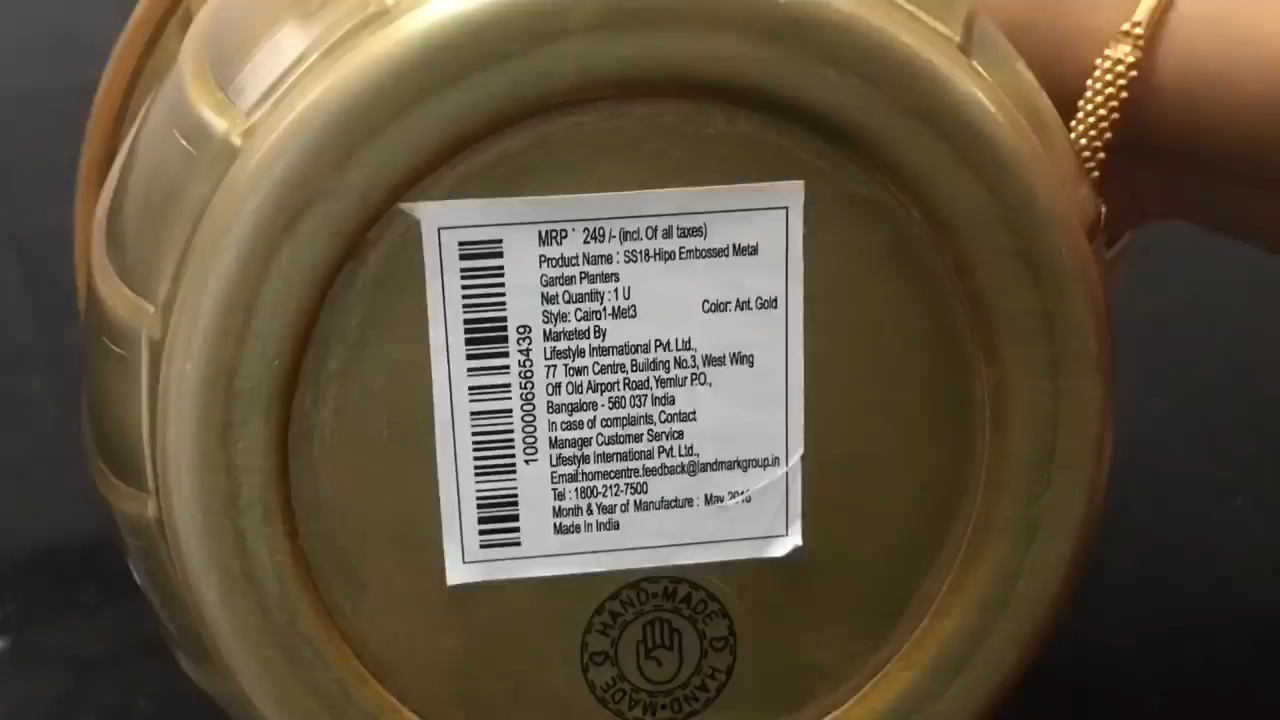 MRP ` 249 /- (incl. Of all taxes)
Product Name : SS18-Hipo Embossed Metal
Garden Planters
Net Quantity : 1 U
Style: Cairo1-Met3 Color: Ant. Gold
Marketed By
Lifestyle International Pvt. Ltd.,
77 Town Centre, Building No.3, West Wing
Off Old Airport Road, Yemlur P.O.,
Bangalore - 560 037 India
In case of complaints, Contact
Manager Customer Service
Lifestyle International Pvt. Ltd.,
Email:homecentre.feedback@landmarkgroup.in
Tel : 1800-212-7500
Month & Year of Manufacture : May
Made In India
1000006565439
HAND•MADE
HAND•MADE